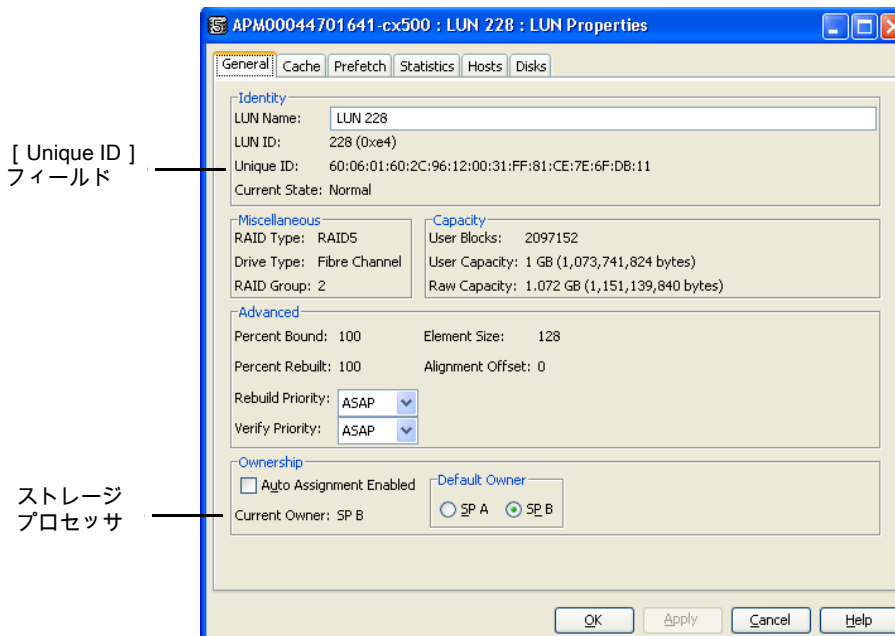 APM00044701641-cx500 : LUN 228 : LUN Properties
General Cache Prefetch Statistics Hosts Disks
Identity
LUN Name: LUN 228
LUN ID: 228 (0xe4)
[ Unique ID ]
フィールド
Unique ID: 60:06:01:60:2C:96:12:00:31:FF:81:CE:7E:6F:DB:11
Current State: Normal
Miscellaneous
RAID Type: RAID5
Drive Type: Fibre Channel
RAID Group: 2
Capacity
User Blocks: 2097152
User Capacity: 1 GB (1,073,741,824 bytes)
Raw Capacity: 1.072 GB (1,151,139,840 bytes)
Advanced
Percent Bound: 100 Element Size: 128
Percent Rebuilt: 100 Alignment Offset: 0
Rebuild Priority: ASAP
Verify Priority: ASAP
Ownership
Auto Assignment Enabled
ストレージ
プロセッサ
Current Owner: SP B
Default Owner
SP A SP B
OK Apply Cancel Help